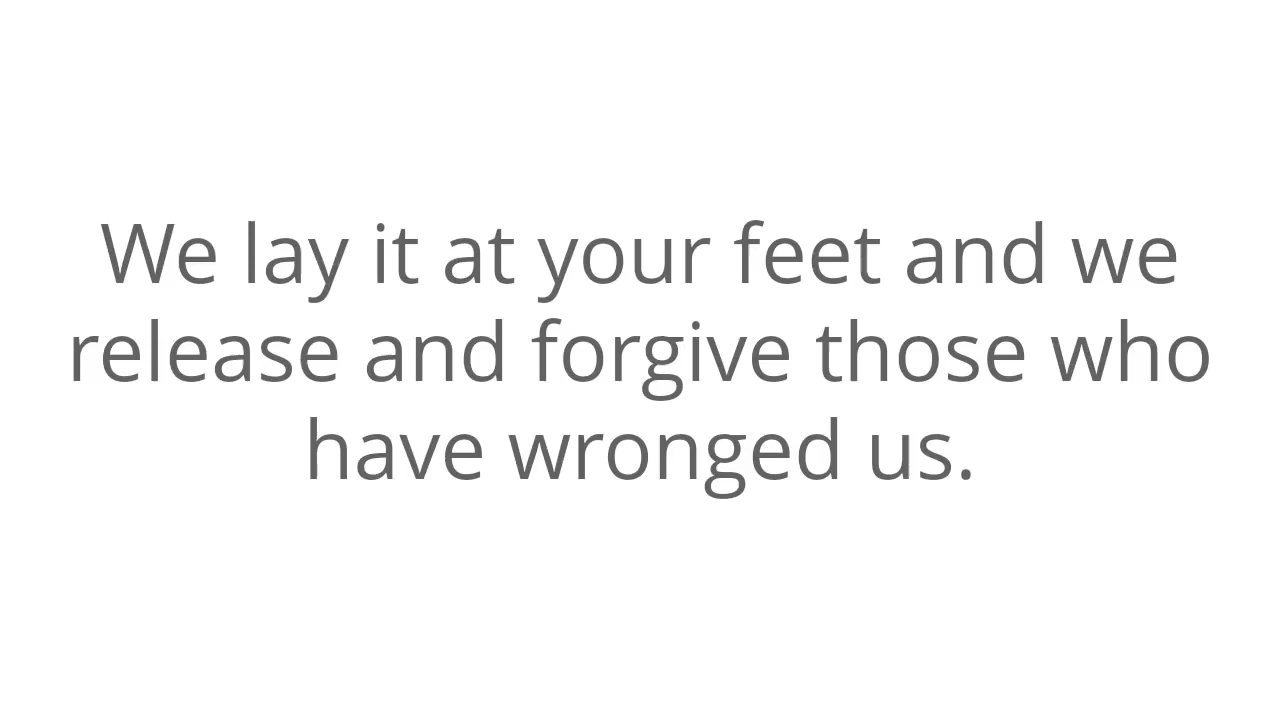 We lay it at your feet and we
release and forgive those who
have wronged us.